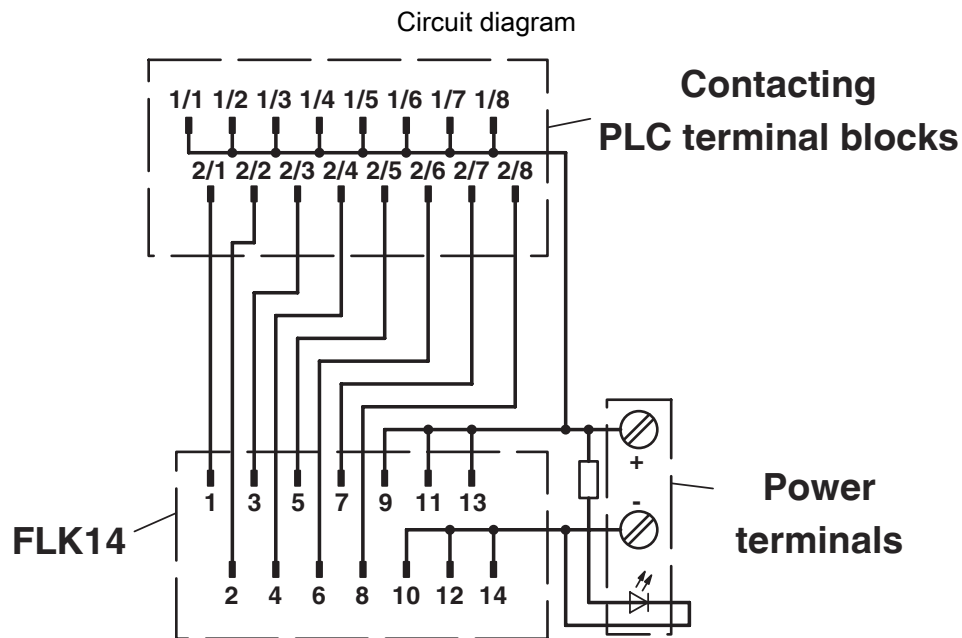 Circuit diagram
1/1 1/2 1/3 1/4 1/5 1/6 1/7 1/8
Contacting
PLC terminal blocks
2/1 2/2 2/3 2/4 2/5 2/6 2/7 2/8
+
-
1 3 5 7 9 11 13
Power
terminals
FLK14
2 4 6 8 10 12 14